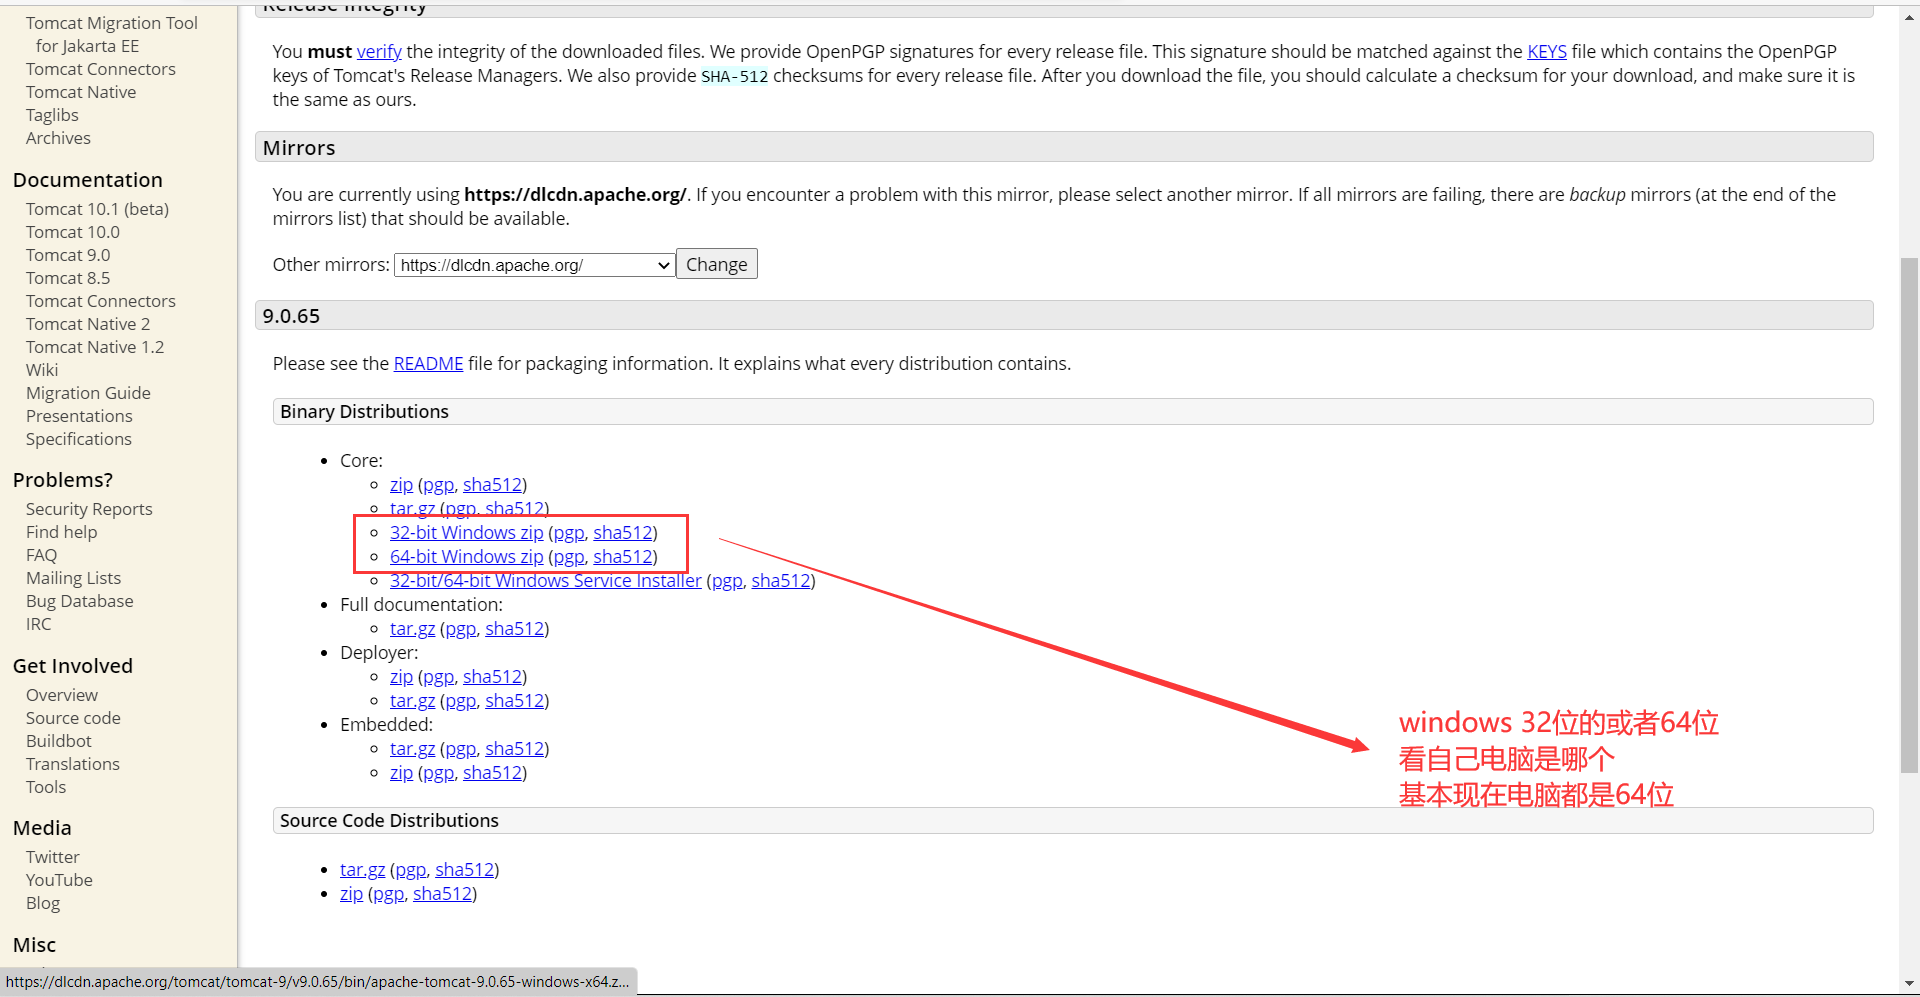 Tomcat Migration Tool
for Jakarta EE
Tomcat Connectors
Tomcat Native
Taglibs
Archives
Documentation
Tomcat 10.1 (beta)
Tomcat 10.0
Tomcat 9.0
Tomcat 8.5
Tomcat Connectors
Tomcat Native 2
Tomcat Native 1.2
Wiki
Migration Guide
Presentations
Specifications
Problems?
Security Reports
Find help
FAQ
Mailing Lists
Bug Database
IRC
Get Involved
Overview
Source code
Buildbot
Translations
Tools
Media
Twitter
YouTube
Blog
Misc
Release Integrity
You must verify the integrity of the downloaded files. We provide OpenPGP signatures for every release file. This signature should be matched against the KEYS file which contains the OpenPGP
keys of Tomcat's Release Managers. We also provide SHA-512 checksums for every release file. After you download the file, you should calculate a checksum for your download, and make sure it is
the same as ours.
Mirrors
You are currently using https://dlcdn.apache.org/. If you encounter a problem with this mirror, please select another mirror. If all mirrors are failing, there are backup mirrors (at the end of the
mirrors list) that should be available.
Other mirrors: https://dlcdn.apache.org/ Change
9.0.65
Please see the README file for packaging information. It explains what every distribution contains.
Binary Distributions
Core:
zip (pgp, sha512)
tar.gz (pgp, sha512)
32-bit Windows zip (pgp, sha512)
64-bit Windows zip (pgp, sha512)
32-bit/64-bit Windows Service Installer (pgp, sha512)
Full documentation:
tar.gz (pgp, sha512)
Deployer:
zip (pgp, sha512)
tar.gz (pgp, sha512)
Embedded:
tar.gz (pgp, sha512)
zip (pgp, sha512)
windows 32位的或者64位
看自己电脑是哪个
基本现在电脑都是64位
Source Code Distributions
tar.gz (pgp, sha512)
zip (pgp, sha512)
https://dlcdn.apache.org/tomcat/tomcat-9/v9.0.65/bin/apache-tomcat-9.0.65-windows-x64.z...